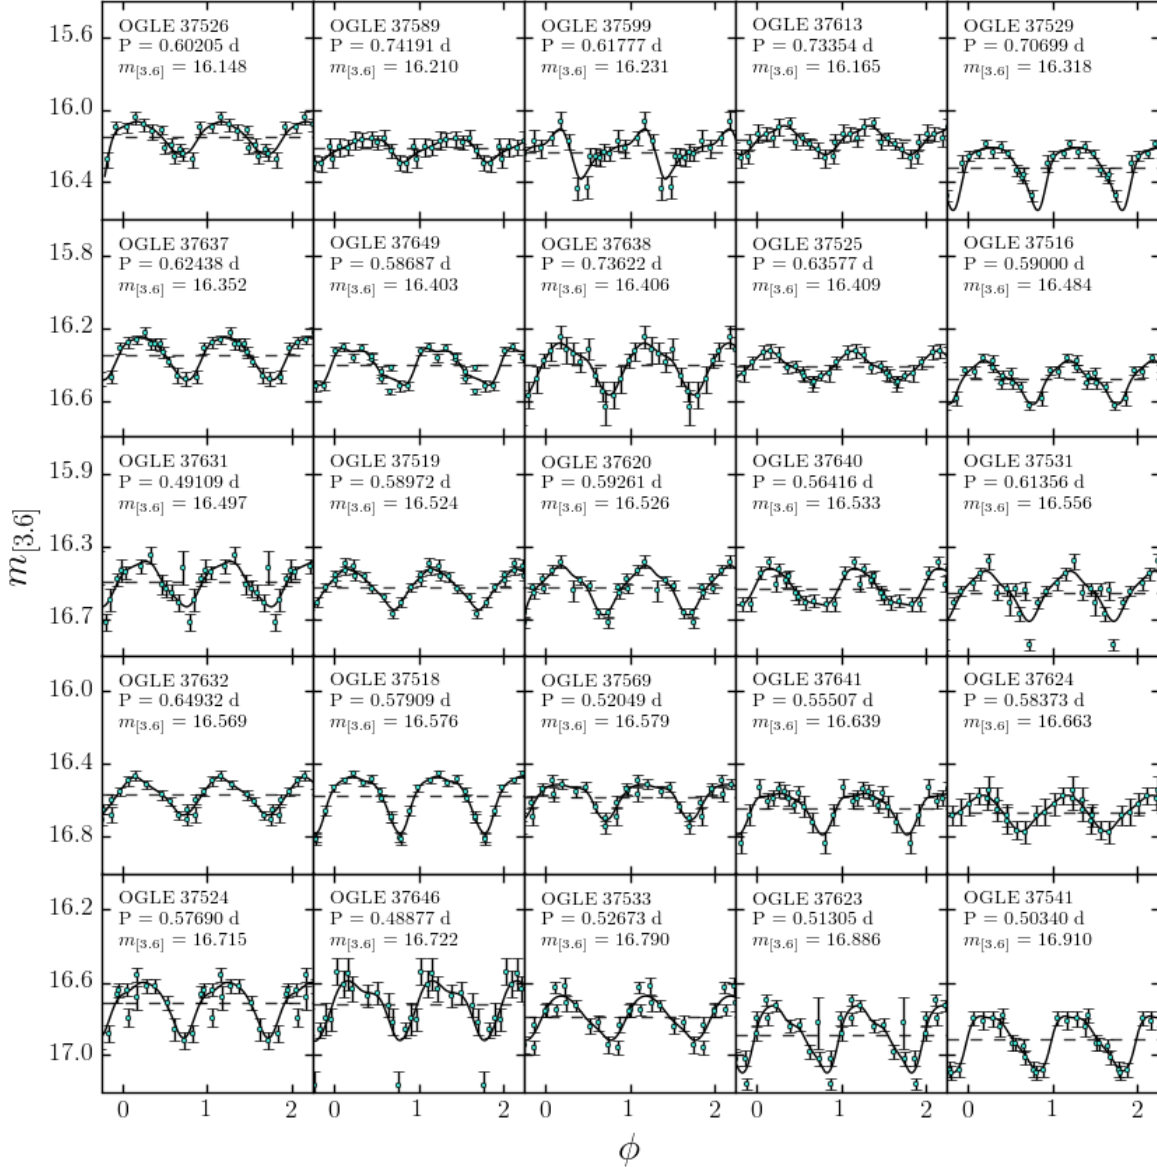 OGLE 37526
P = 0.60205 d
m[3.6] = 16.148
OGLE 37589
P = 0.74191 d
m[3.6] = 16.210
OGLE 37599
P = 0.61777 d
m[3.6] = 16.231
OGLE 37613
P = 0.73354 d
m[3.6] = 16.165
OGLE 37529
P = 0.70699 d
m[3.6] = 16.318
15.6
16.0
16.4
OGLE 37637
P = 0.62438 d
m[3.6] = 16.352
OGLE 37649
P = 0.58687 d
m[3.6] = 16.403
OGLE 37638
P = 0.73622 d
m[3.6] = 16.406
OGLE 37525
P = 0.63577 d
m[3.6] = 16.409
OGLE 37516
P = 0.59000 d
m[3.6] = 16.484
15.8
16.2
16.6
OGLE 37631
P = 0.49109 d
m[3.6] = 16.497
OGLE 37519
P = 0.58972 d
m[3.6] = 16.524
OGLE 37620
P = 0.59261 d
m[3.6] = 16.526
OGLE 37640
P = 0.56416 d
m[3.6] = 16.533
OGLE 37531
P = 0.61356 d
m[3.6] = 16.556
15.9
16.3
16.7
m[3.6]
OGLE 37632
P = 0.64932 d
m[3.6] = 16.569
OGLE 37518
P = 0.57909 d
m[3.6] = 16.576
OGLE 37569
P = 0.52049 d
m[3.6] = 16.579
OGLE 37641
P = 0.55507 d
m[3.6] = 16.639
OGLE 37624
P = 0.58373 d
m[3.6] = 16.663
16.0
16.4
16.8
OGLE 37524
P = 0.57690 d
m[3.6] = 16.715
OGLE 37646
P = 0.48877 d
m[3.6] = 16.722
OGLE 37533
P = 0.52673 d
m[3.6] = 16.790
OGLE 37623
P = 0.51305 d
m[3.6] = 16.886
OGLE 37541
P = 0.50340 d
m[3.6] = 16.910
16.2
16.6
17.0
0 1 2 0 1 2 0 1 2 0 1 2 0 1 2
ϕ